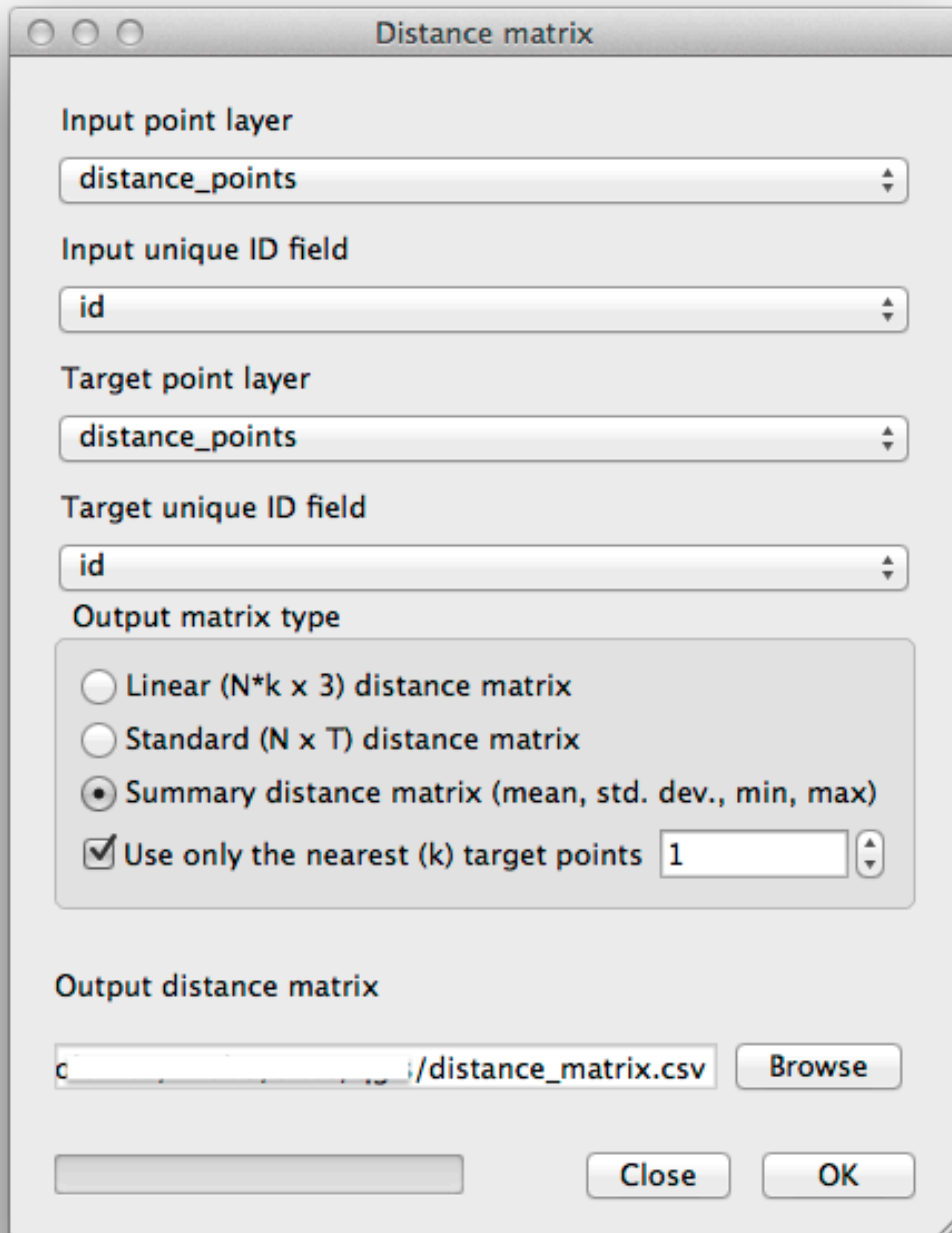 Distance matrix
Input point layer
distance_points
Input unique ID field
id
Target point layer
distance_points
Target unique ID field
id
Output matrix type
Linear (N*k x 3) distance matrix
Standard (N x T) distance matrix
Summary distance matrix (mean, std. dev., min, max)
Use only the nearest (k) target points 1
Output distance matrix
/distance_matrix.csv Browse
Close OK